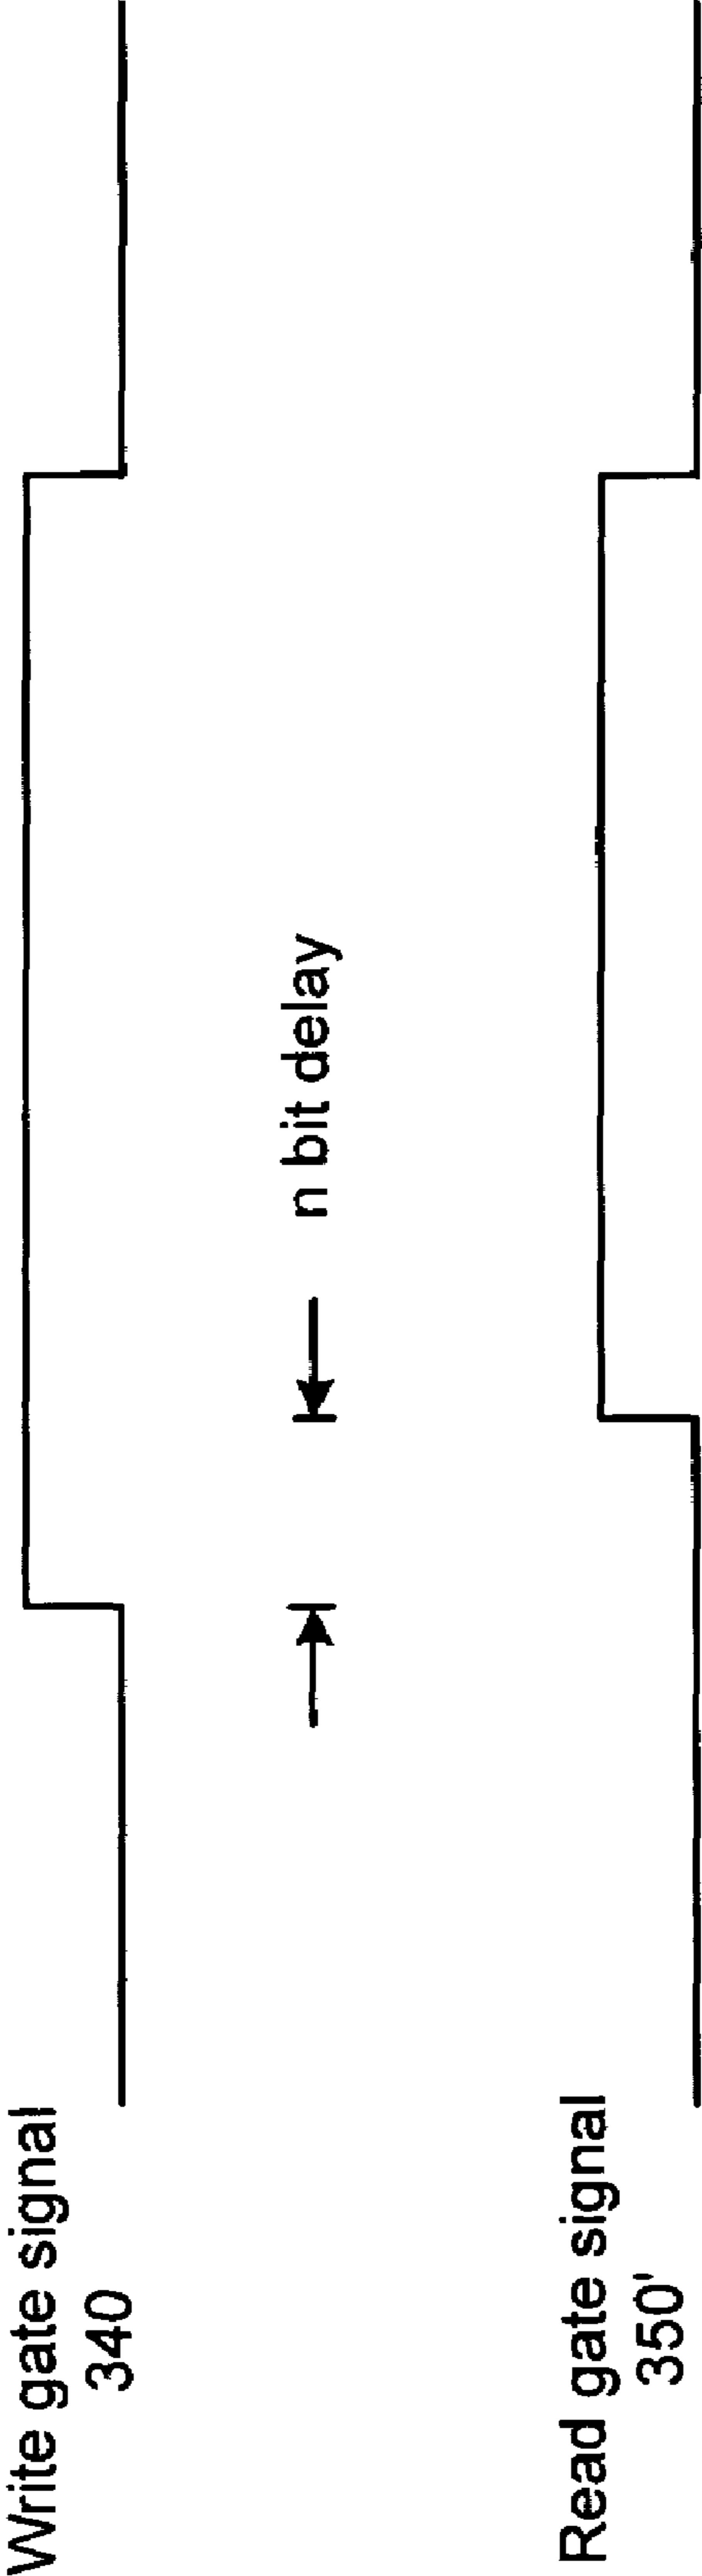 Write gate signal
340
n bit delay
Read gate signal
350'